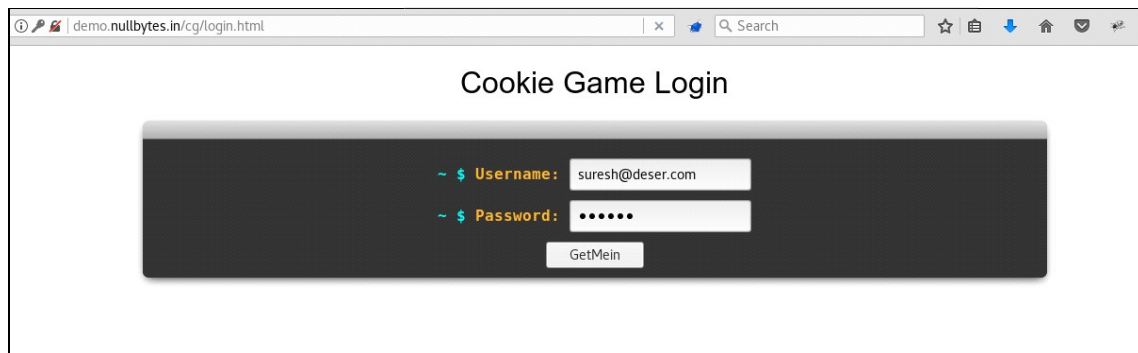 demo.nullbytes.in/cg/login.html
Search
Cookie Game Login
~ $ Username: suresh@deser.com
~ $ Password: ••••••
GetMein